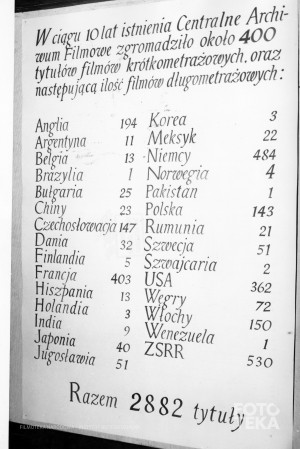 W ciągu 10 lat istnienia Centralne Archi-
wum Filmowe zgromadziło około 400
tytułów filmów krótkometrażowych, oraz
następującą ilość filmów długometrażowych:
Anglia 194
Argentyna 11
Belgia 13
Brazylia 1
Bułgaria 25
Chiny 23
Czechosłowacja 147
Dania 32
Finlandia 5
Francja 403
Hiszpania 13
Holandia 3
India 9
Japonia 40
Jugosławia 51
Korea 3
Meksyk 22
Niemcy 484
Norwegia 4
Pakistan 1
Polska 143
Rumunia 21
Szwecja 51
Szwajcaria 2
USA 362
Węgry 72
Włochy 150
Wenezuela 1
ZSRR 530
Razem 2882 tytuły
FOTO
TEKA
FILMOTEKA